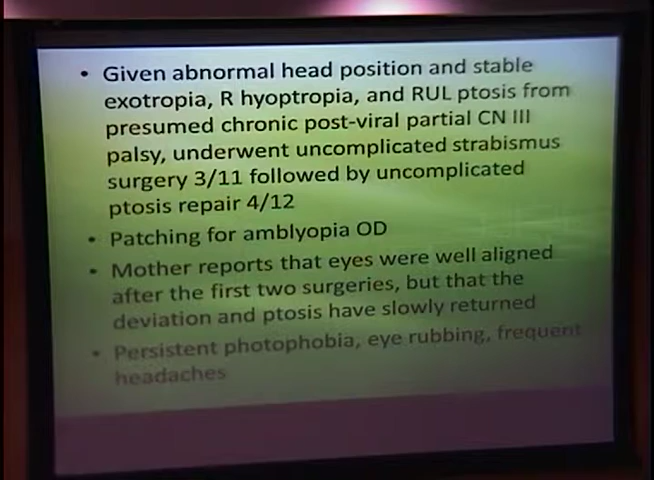 • Given abnormal head position and stable
exotropia, R hyoptropia, and RUL ptosis from
presumed chronic post-viral partial CN III
palsy, underwent uncomplicated strabismus
surgery 3/11 followed by uncomplicated
ptosis repair 4/12
• Patching for amblyopia OD
• Mother reports that eyes were well aligned
after the first two surgeries, but that the
deviation and ptosis have slowly returned
• Persistent photophobia, eye rubbing, frequent
headaches